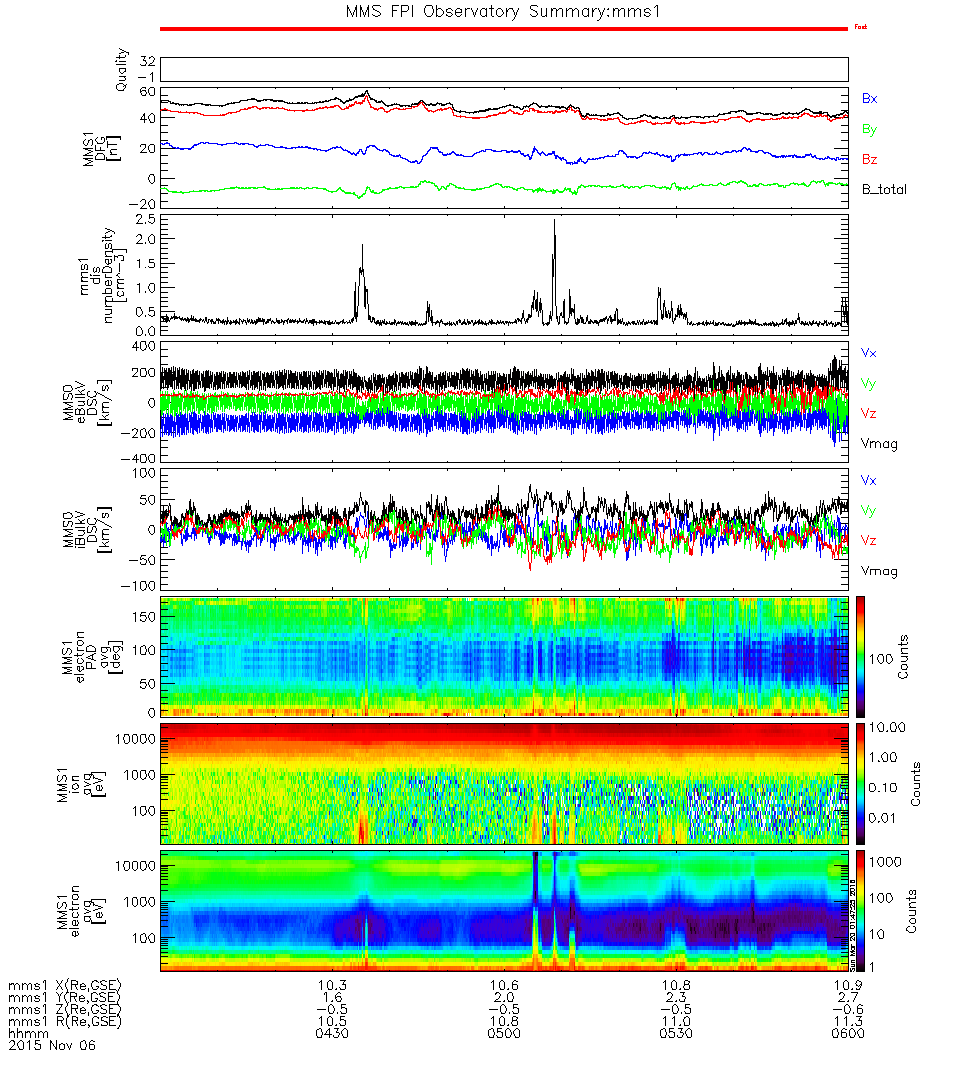 MMS FPI Observatory Summary:mms1
Fast
Quality
32
-1
MMS1
DFG
[nT]
60
40
20
0
-20
Bx
By
Bz
B_total
mms1
dis
numberDensity
[cm^-3]
2.5
2.0
1.5
1.0
0.5
0.0
MMS0
eBulkV
DSC
[km/s]
400
200
0
-200
-400
Vx
Vy
Vz
Vmag
MMS0
iBulkV
DSC
[km/s]
100
50
0
-50
-100
Vx
Vy
Vz
Vmag
MMS1
electron
PAD
avg
[deg]
150
100
50
0
100
Counts
MMS1
ion
avg
[eV]
10000
1000
100
10.00
1.00
0.10
0.01
Counts
MMS1
electron
avg
[eV]
10000
1000
100
1000
100
10
1
Counts
mms1 X(Re,GSE) 10.3 10.6 10.8 10.9
mms1 Y(Re,GSE) 1.6 2.0 2.3 2.7
mms1 Z(Re,GSE) -0.5 -0.5 -0.5 -0.6
mms1 R(Re,GSE) 10.5 10.8 11.0 11.3
hhmm 0430 0500 0530 0600
2015 Nov 06